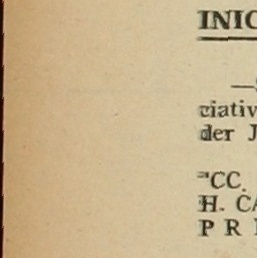 INIC
—S
ciativ
der J
"CC.
H. CA
P R I